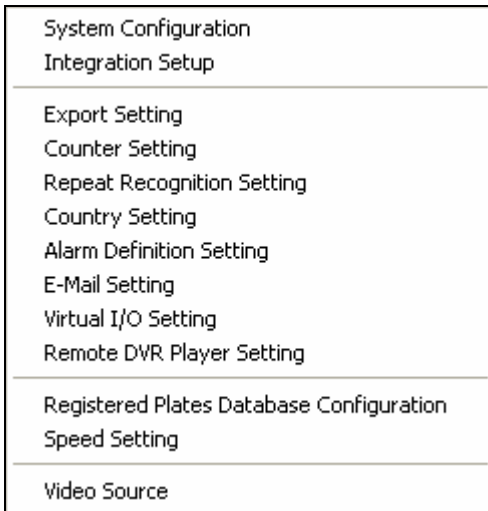 System Configuration
Integration Setup
Export Setting
Counter Setting
Repeat Recognition Setting
Country Setting
Alarm Definition Setting
E-Mail Setting
Virtual I/O Setting
Remote DVR Player Setting
Registered Plates Database Configuration
Speed Setting
Video Source